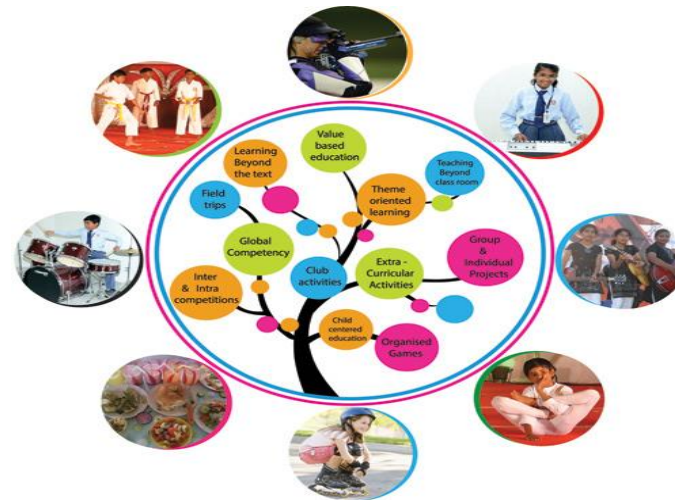 Value
based
education
Learning
Beyond
the text
Teaching
Beyond
class room
Theme
oriented
learning
Field
trips
Global
Competency
Group
&
Individual
Projects
Club
activities
Extra -
Curricular
Activities
Inter
& Intra
competitions
Child
centered
education
Organised
Games